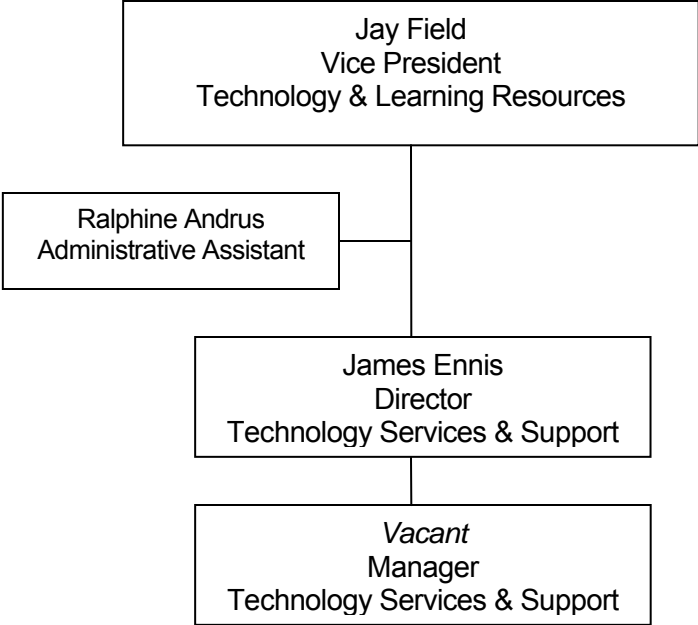 Jay Field
Vice President
Technology & Learning Resources
Ralphine Andrus
Administrative Assistant
James Ennis
Director
Technology Services & Support
Vacant
Manager
Technology Services & Support